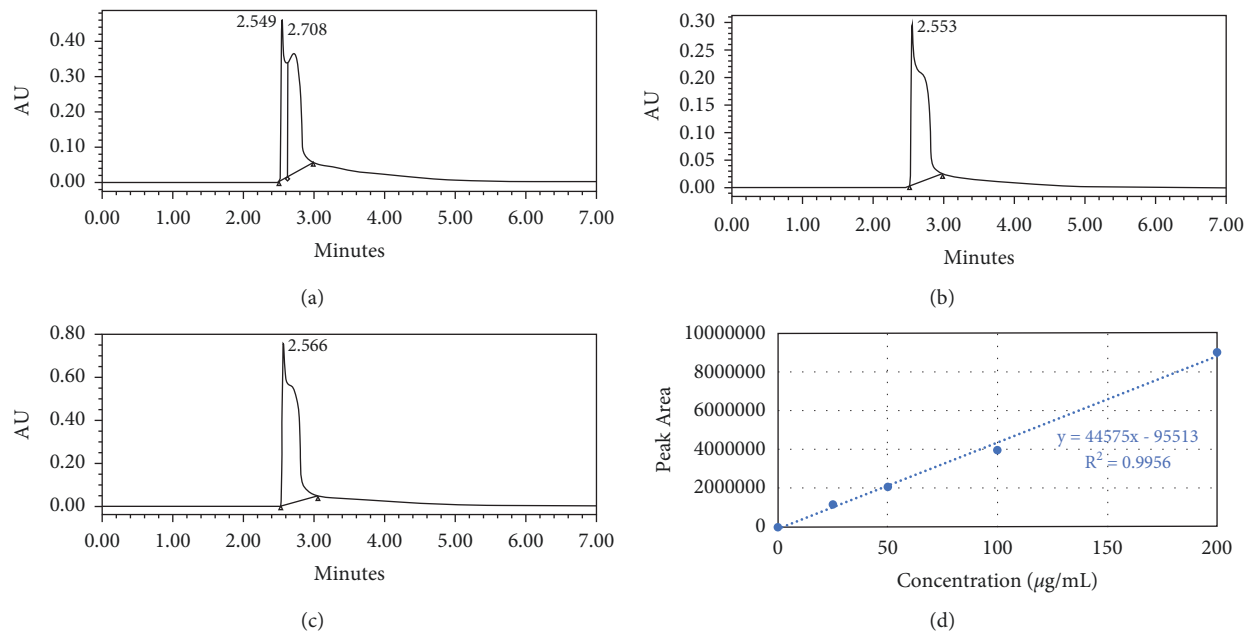 2.549
2.708
0.40
0.30
0.20
0.10
0.00
AU
0.00 1.00 2.00 3.00 4.00 5.00 6.00 7.00
Minutes
(a)
2.553
0.30
0.25
0.20
0.15
0.10
0.05
0.00
AU
0.00 1.00 2.00 3.00 4.00 5.00 6.00 7.00
Minutes
(b)
2.566
0.80
0.60
0.40
0.20
0.00
AU
0.00 1.00 2.00 3.00 4.00 5.00 6.00 7.00
Minutes
(c)
10000000
8000000
6000000
4000000
2000000
0
Peak Area
y = 44575x - 95513
R² = 0.9956
0 50 100 150 200
Concentration (μg/mL)
(d)